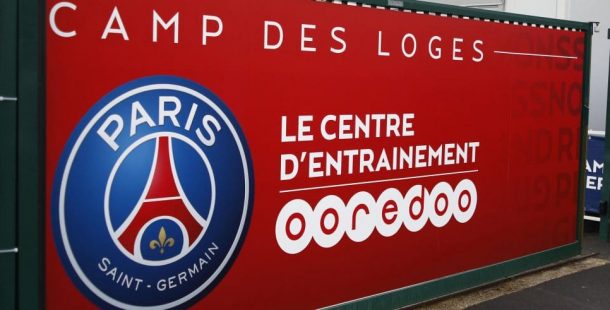 CAMP DES LOGES
PARIS
SAINT-GERMAIN
LE CENTRE
D'ENTRAINEMENT
ooredoo